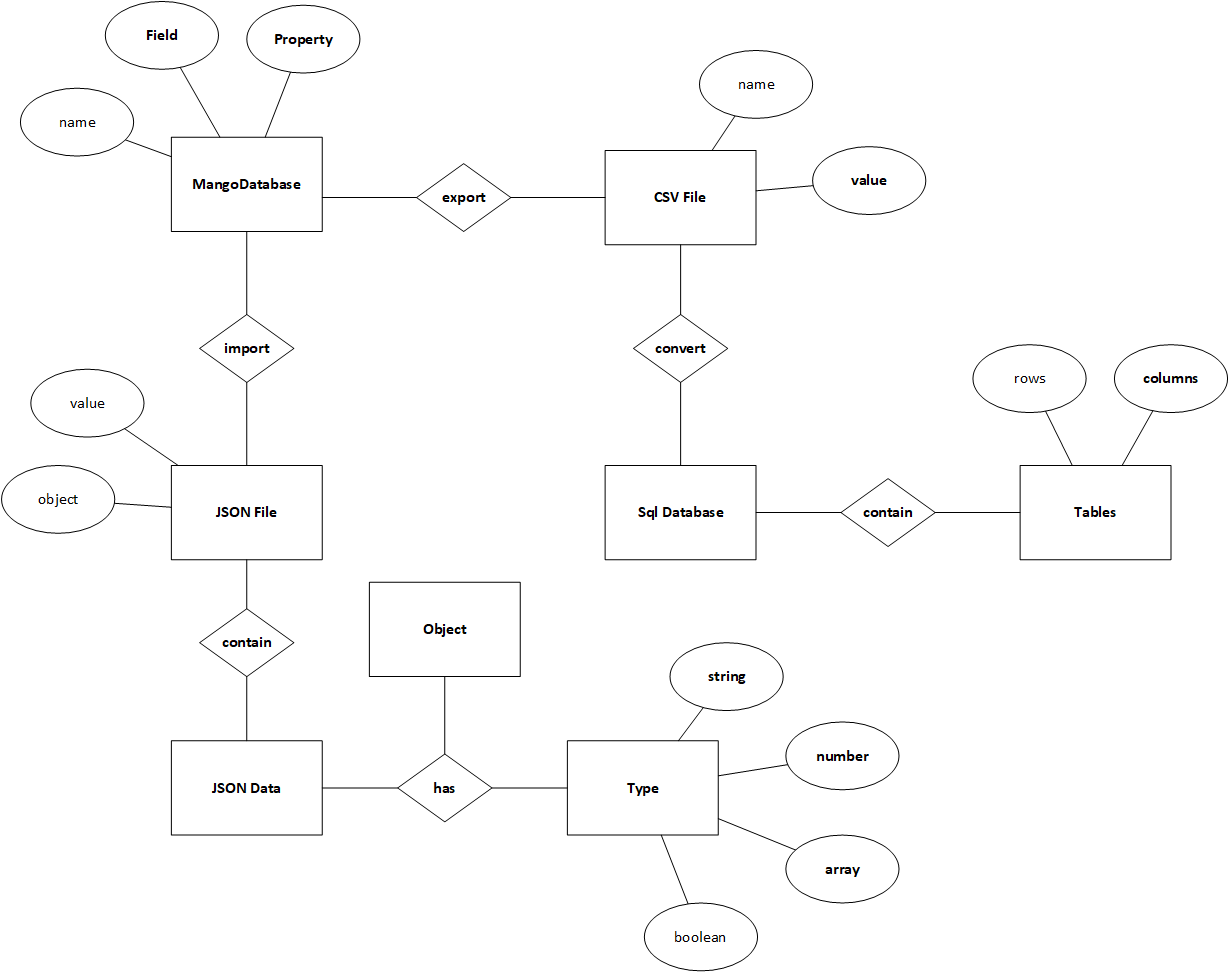 Field
Property
name
MangoDatabase
export
name
CSV File
value
import
convert
value
object
JSON File
rows
columns
Sql Database
contain
Tables
contain
Object
JSON Data
has
Type
string
number
array
boolean